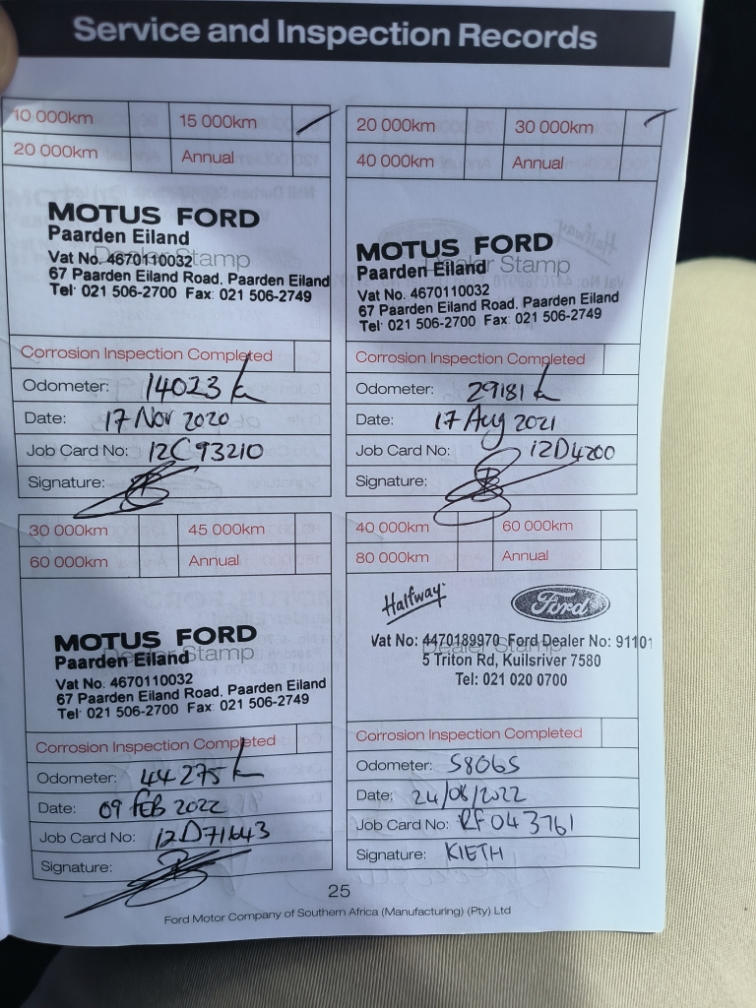 Service and Inspection Records
10 000km 15 000km
20 000km Annual
MOTUS FORD
Paarden Eiland
Dealer Stamp
Vat No. 4670110032
67 Paarden Eiland Road. Paarden Eiland
Tel: 021 506-2700 Fax: 021 506-2749
Corrosion Inspection Completed
Odometer: 14023 k
Date: 17 Nov 2020
Job Card No: 12C93210
Signature:
20 000km 30 000km
40 000km Annual
MOTUS FORD
Paarden Eiland
Dealer Stamp
Vat No. 4670110032
67 Paarden Eiland Road. Paarden Eiland
Tel: 021 506-2700 Fax: 021 506-2749
Corrosion Inspection Completed
Odometer: 29181 k
Date: 17 Aug 2021
Job Card No: 12D4200
Signature:
30 000km 45 000km
60 000km Annual
MOTUS FORD
Paarden Eiland
Dealer Stamp
Vat No. 4670110032
67 Paarden Eiland Road. Paarden Eiland
Tel: 021 506-2700 Fax: 021 506-2749
Corrosion Inspection Completed
Odometer: 44275 k
Date: 09 FEB 2022
Job Card No: 12D71643
Signature:
40 000km 60 000km
80 000km Annual
Halfway Ford
Vat No: 4470189970 Ford Dealer No: 91101
Dealer Stamp
5 Triton Rd, Kuilsriver 7580
Tel: 021 020 0700
Corrosion Inspection Completed
Odometer: 58065
Date: 24/08/2022
Job Card No: RF043761
Signature: KIETH
25
Ford Motor Company of Southern Africa (Manufacturing) (Pty) Ltd